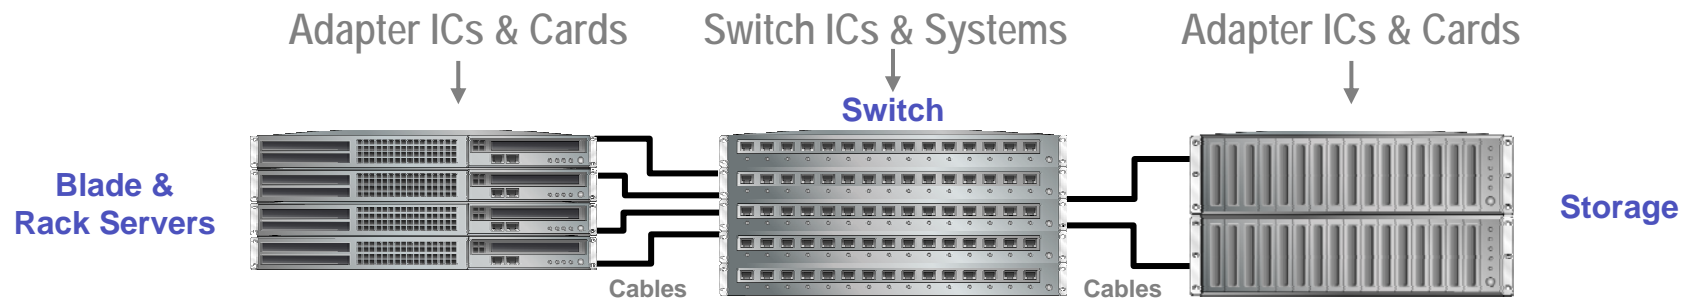 Adapter ICs & Cards
Switch ICs & Systems
Adapter ICs & Cards
Switch
Blade &
Rack Servers
Storage
Cables
Cables